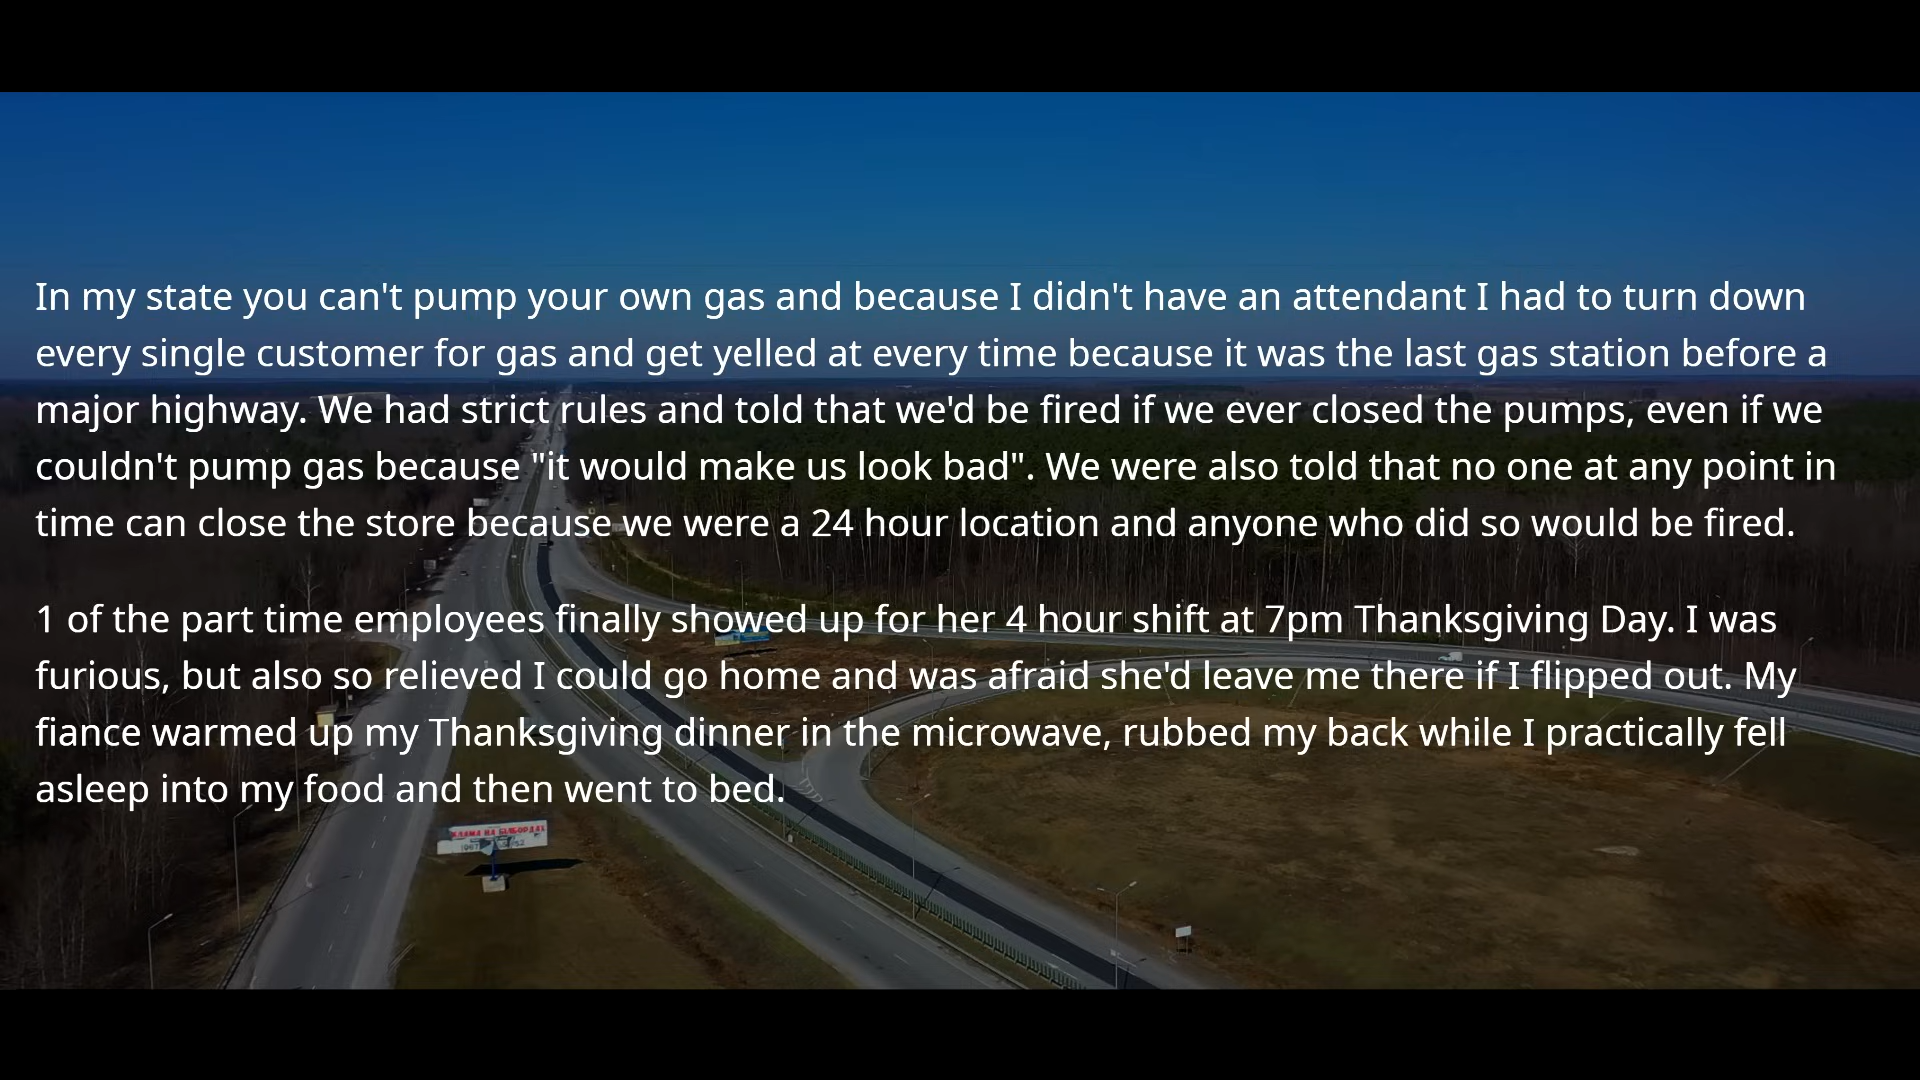 In my state you can't pump your own gas and because I didn't have an attendant I had to turn down
every single customer for gas and get yelled at every time because it was the last gas station before a
major highway. We had strict rules and told that we'd be fired if we ever closed the pumps, even if we
couldn't pump gas because "it would make us look bad". We were also told that no one at any point in
time can close the store because we were a 24 hour location and anyone who did so would be fired.
1 of the part time employees finally showed up for her 4 hour shift at 7pm Thanksgiving Day. I was
furious, but also so relieved I could go home and was afraid she'd leave me there if I flipped out. My
fiance warmed up my Thanksgiving dinner in the microwave, rubbed my back while I practically fell
asleep into my food and then went to bed.
НА